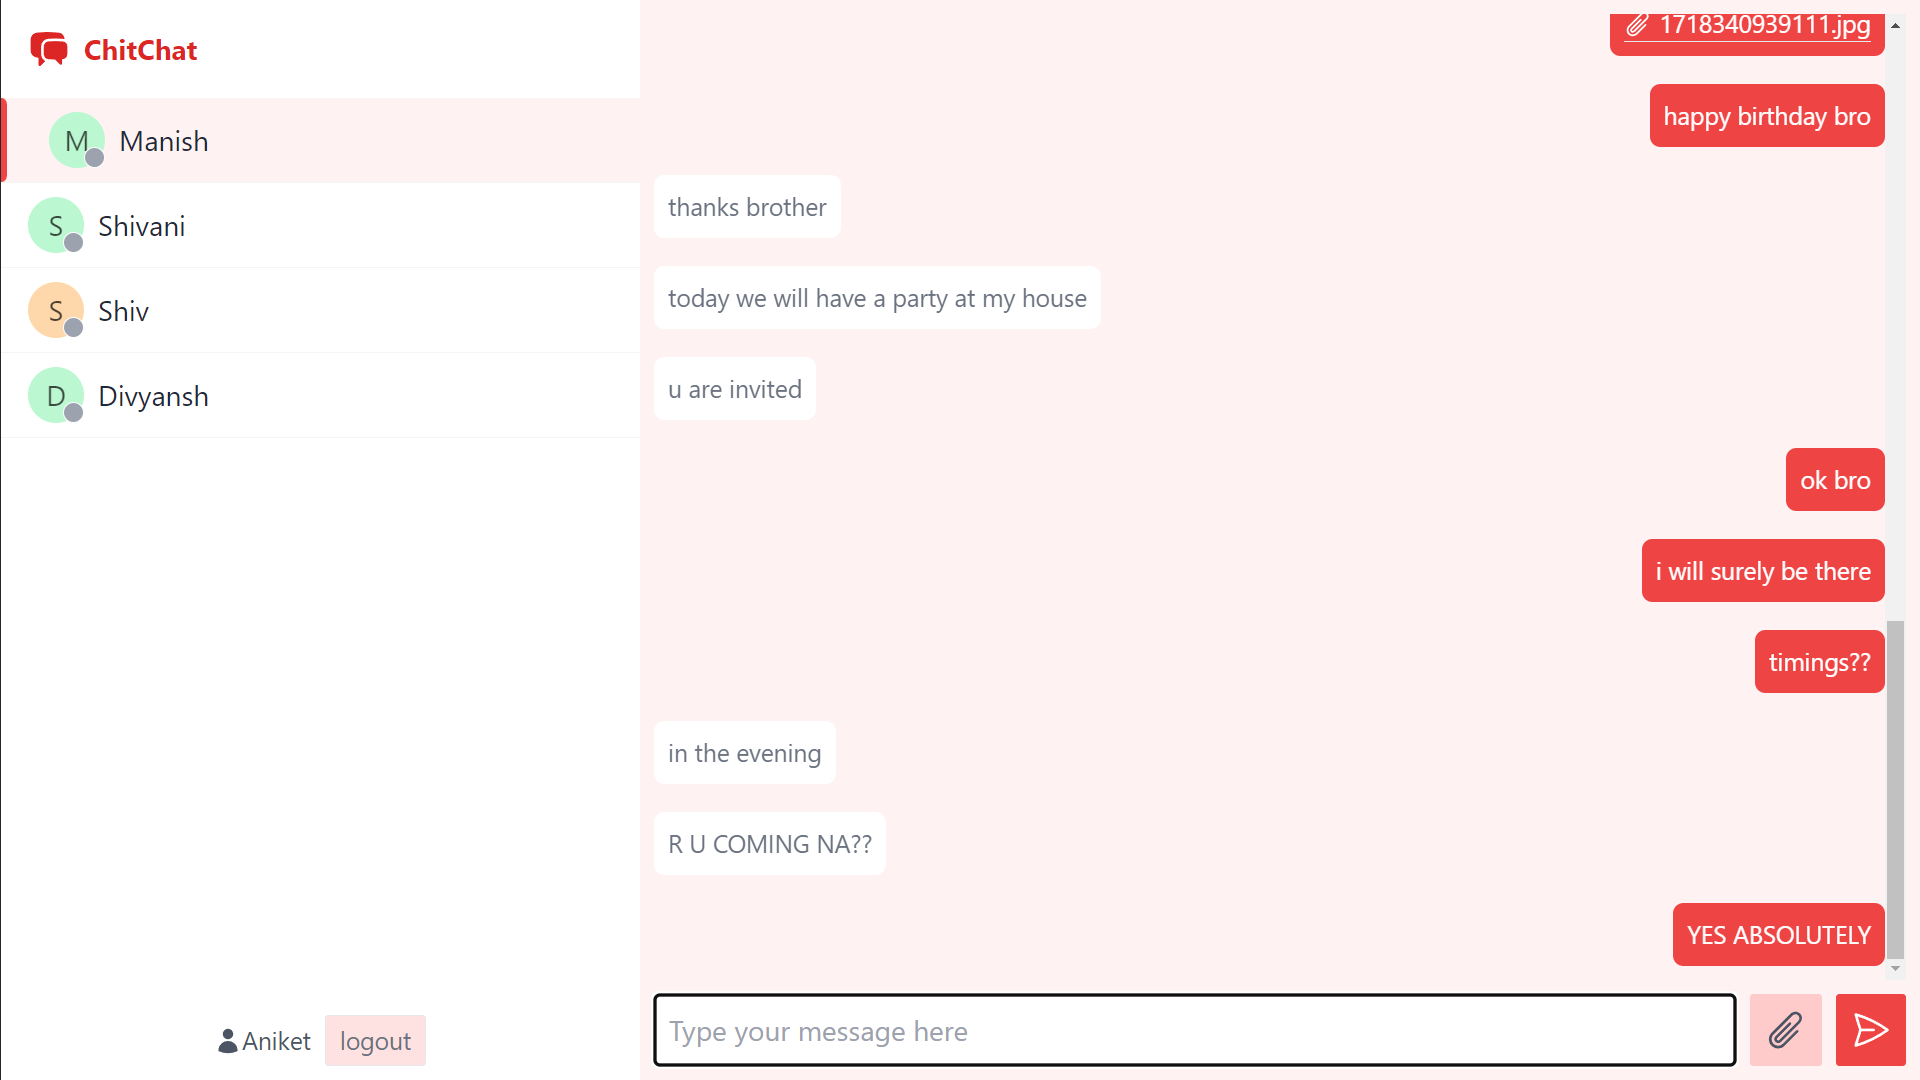 ChitChat
M Manish
S Shivani
S Shiv
D Divyansh
Aniket logout
1718340939111.jpg
happy birthday bro
thanks brother
today we will have a party at my house
u are invited
ok bro
i will surely be there
timings??
in the evening
R U COMING NA??
YES ABSOLUTELY
Type your message here